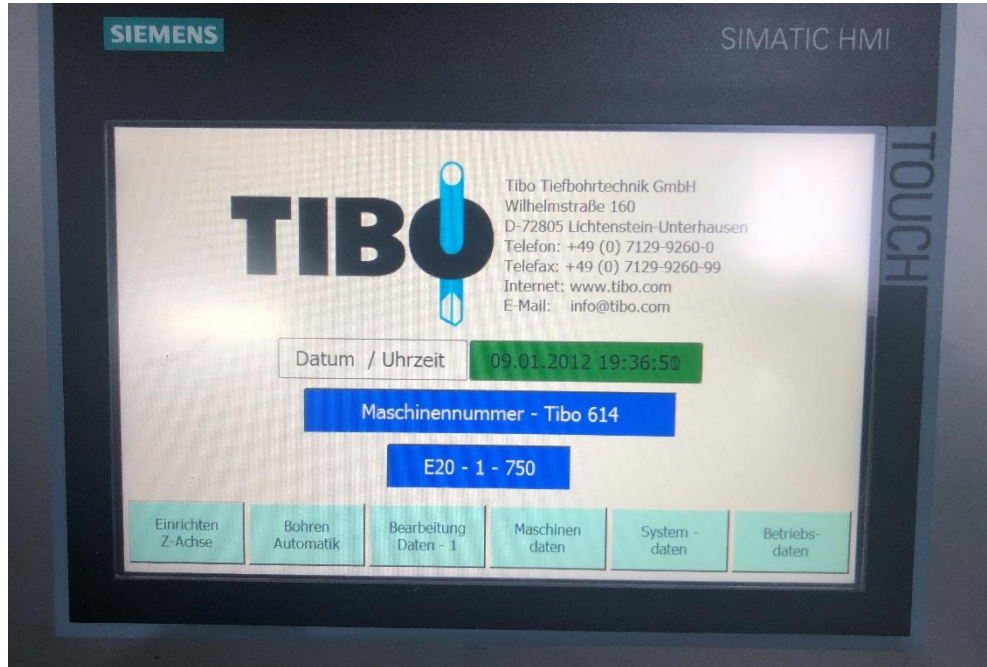 SIEMENS
SIMATIC HMI
TOUCH
TIBO
Tibo Tiefbohrtechnik GmbH
Wilhelmstraße 160
D-72805 Lichtenstein-Unterhausen
Telefon: +49 (0) 7129-9260-0
Telefax: +49 (0) 7129-9260-99
Internet: www.tibo.com
E-Mail: info@tibo.com
Datum / Uhrzeit
09.01.2012 19:36:50
Maschinennummer - Tibo 614
E20 - 1 - 750
Einrichten
Z-Achse
Bohren
Automatik
Bearbeitung
Daten - 1
Maschinen
daten
System -
daten
Betriebs-
daten